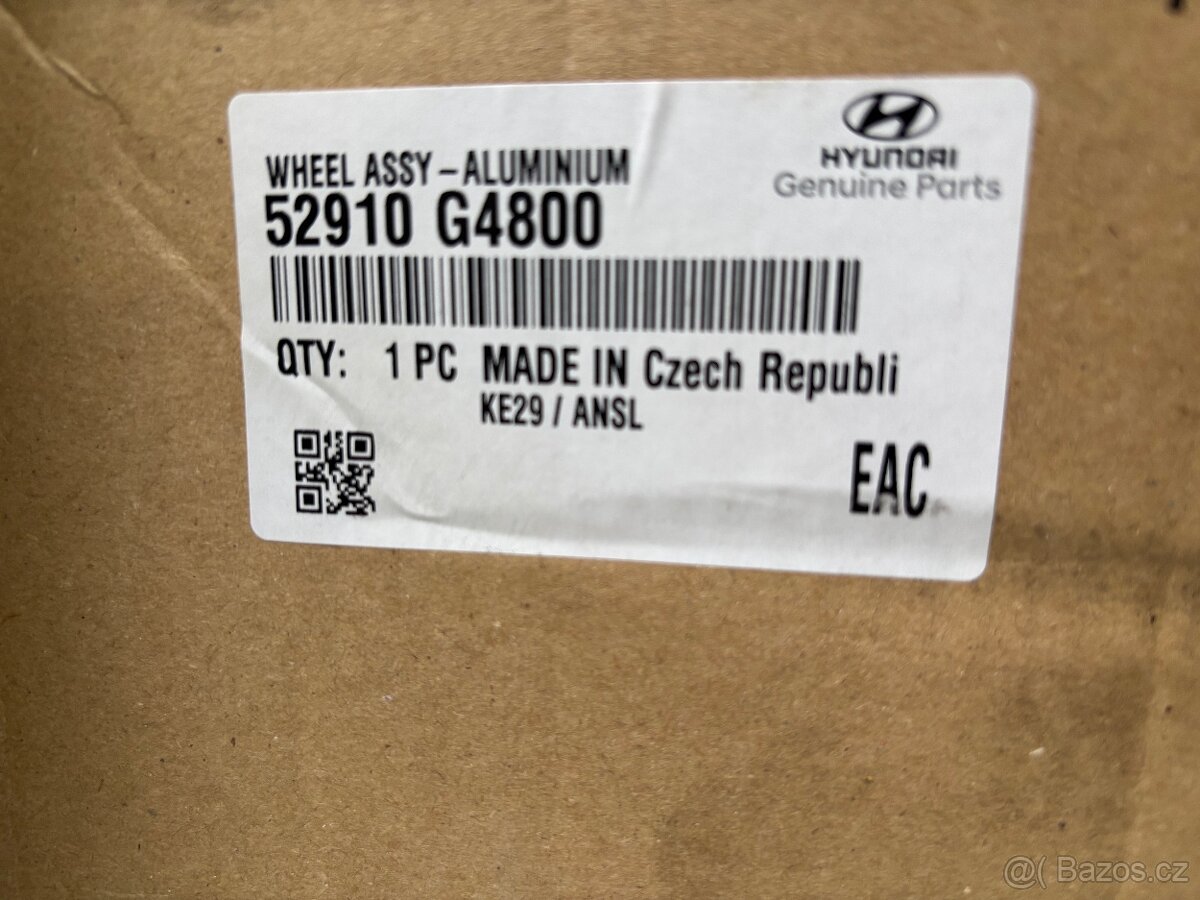 HYUNDAI
Genuine Parts
WHEEL ASSY-ALUMINIUM
52910 G4800
QTY: 1 PC MADE IN Czech Republi
KE29 / ANSL
EAC
@( Bazos.cz